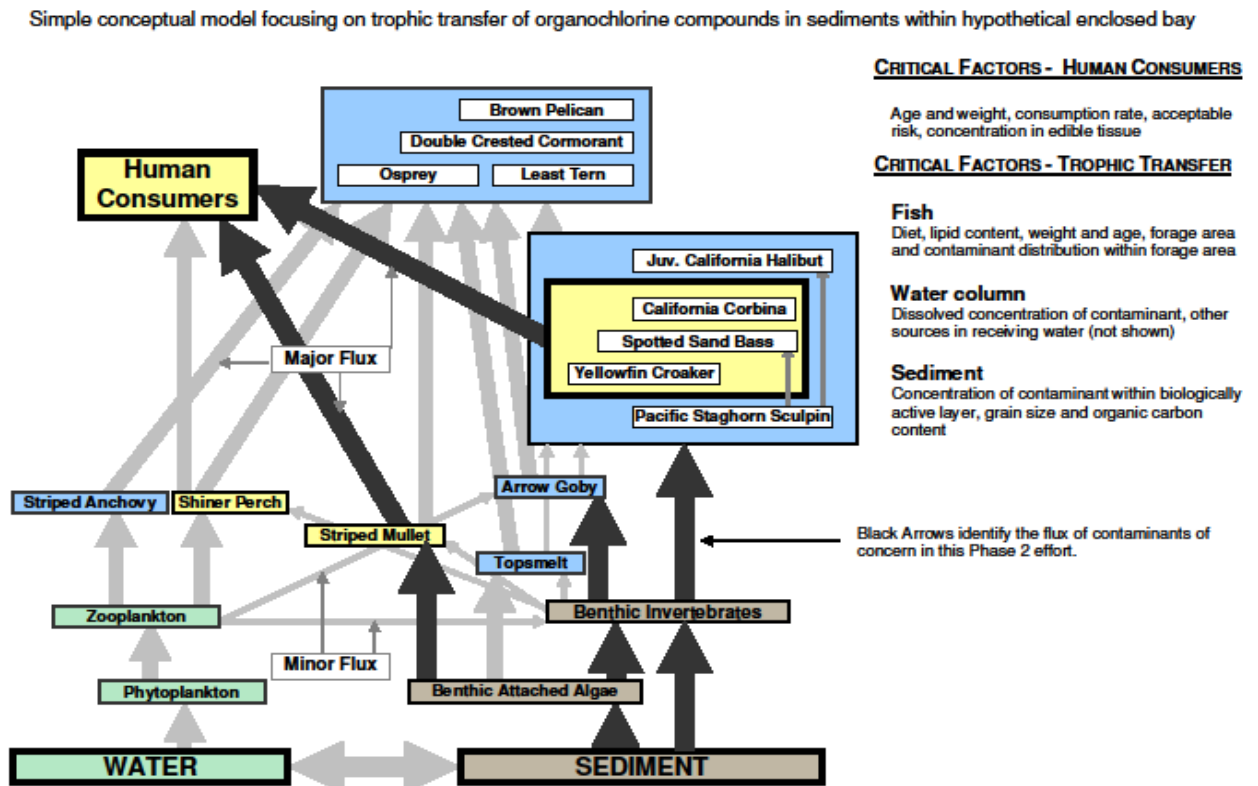 Simple conceptual model focusing on trophic transfer of organochlorine compounds in sediments within hypothetical enclosed bay
CRITICAL FACTORS - HUMAN CONSUMERS
Age and weight, consumption rate, acceptable
risk, concentration in edible tissue
CRITICAL FACTORS - TROPHIC TRANSFER
Fish
Diet, lipid content, weight and age, forage area
and contaminant distribution within forage area
Water column
Dissolved concentration of contaminant, other
sources in receiving water (not shown)
Sediment
Concentration of contaminant within biologically
active layer, grain size and organic carbon
content
Brown Pelican
Double Crested Cormorant
Osprey
Least Tern
Human
Consumers
Juv. California Halibut
California Corbina
Spotted Sand Bass
Yellowfin Croaker
Pacific Staghorn Sculpin
Major Flux
Striped Anchovy
Shiner Perch
Arrow Goby
Striped Mullet
Topsmelt
Black Arrows identify the flux of contaminants of
concern in this Phase 2 effort.
Zooplankton
Benthic Invertebrates
Minor Flux
Phytoplankton
Benthic Attached Algae
WATER
SEDIMENT